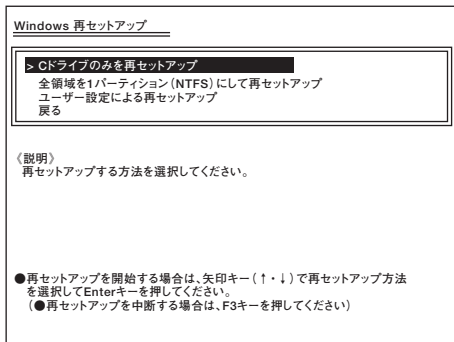 Windows 再セットアップ
> Cドライブのみを再セットアップ
全領域を1パーティション(NTFS)にして再セットアップ
ユーザー設定による再セットアップ
戻る
《説明》
再セットアップする方法を選択してください。
●再セットアップを開始する場合は、矢印キー(↑・↓)で再セットアップ方法
を選択してEnterキーを押してください。
(●再セットアップを中断する場合は、F3キーを押してください)